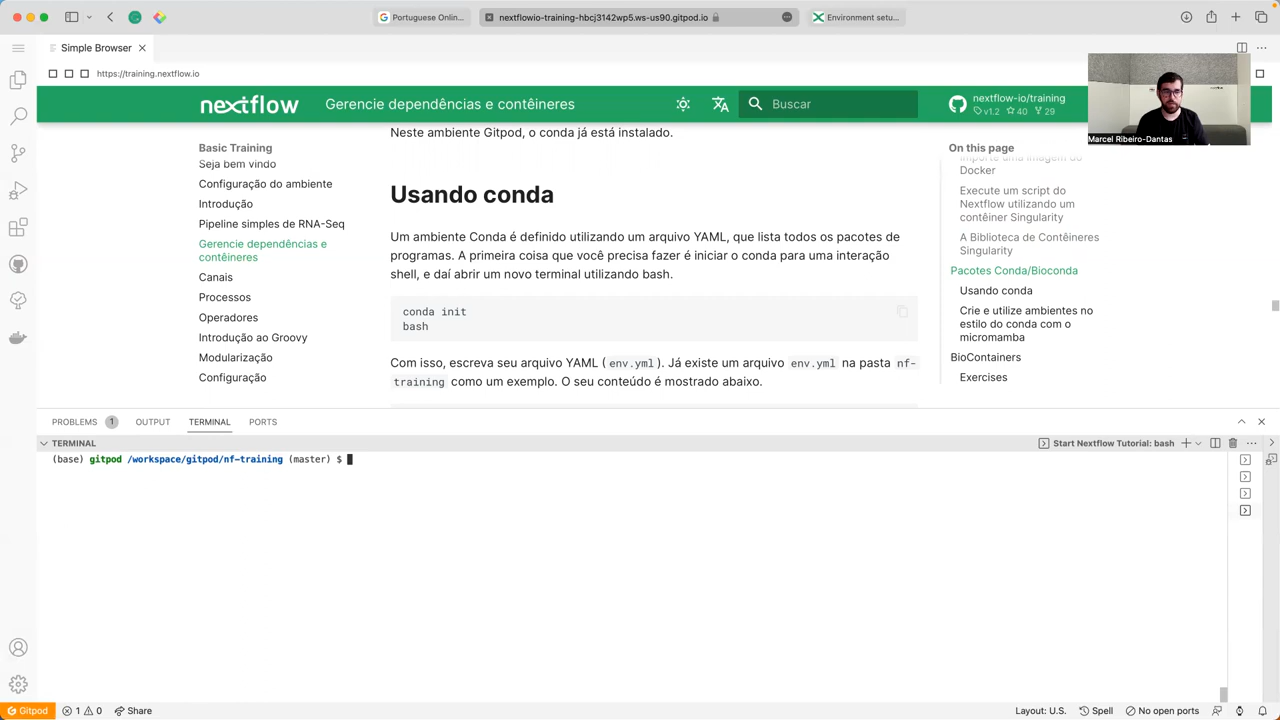 Portuguese Onlin...
nextflowio-training-hbcj3142wp5.ws-us90.gitpod.io
Environment setu...
Simple Browser
https://training.nextflow.io
nextflow
Gerencie dependências e contêineres
Buscar
nextflow-io/training
v1.2 40 29
Marcel Ribeiro-Dantas
Basic Training
Seja bem vindo
Configuração do ambiente
Introdução
Pipeline simples de RNA-Seq
Gerencie dependências e
contêineres
Canais
Processos
Operadores
Introdução ao Groovy
Modularização
Configuração
Neste ambiente Gitpod, o conda já está instalado.
Usando conda
Um ambiente Conda é definido utilizando um arquivo YAML, que lista todos os pacotes de
programas. A primeira coisa que você precisa fazer é iniciar o conda para uma interação
shell, e daí abrir um novo terminal utilizando bash.
conda init
bash
Com isso, escreva seu arquivo YAML ( env.yml ). Já existe um arquivo env.yml na pasta nf-
training como um exemplo. O seu conteúdo é mostrado abaixo.
On this page
Importe uma imagem do
Docker
Execute um script do
Nextflow utilizando um
contêiner Singularity
A Biblioteca de Contêineres
Singularity
Pacotes Conda/Bioconda
Usando conda
Crie e utilize ambientes no
estilo do conda com o
micromamba
BioContainers
Exercises
PROBLEMS 1 OUTPUT TERMINAL PORTS
TERMINAL
Start Nextflow Tutorial: bash
(base) gitpod /workspace/gitpod/nf-training (master) $
Gitpod 1 0 Share
Layout: U.S. Spell No open ports